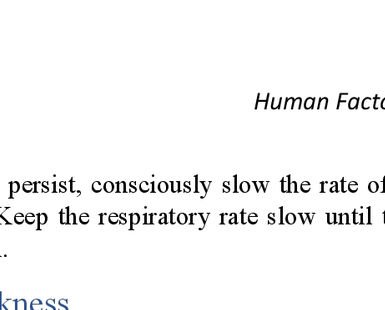 Human Facto
persist, consciously slow the rate of
Keep the respiratory rate slow until t
.
kness